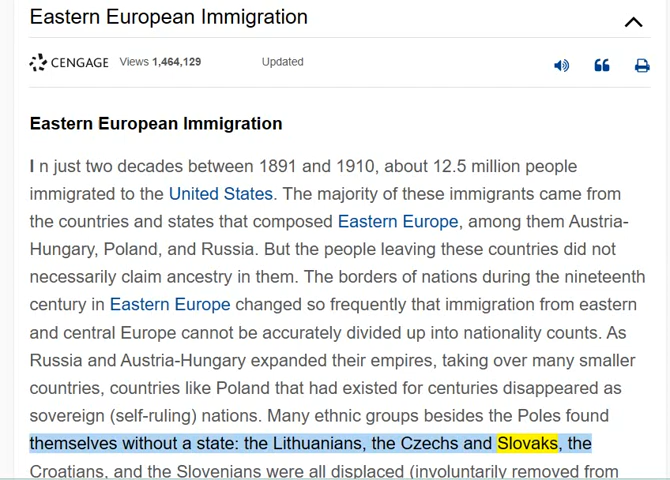 Eastern European Immigration
CENGAGE Views 1,464,129 Updated
Eastern European Immigration
I n just two decades between 1891 and 1910, about 12.5 million people
immigrated to the United States. The majority of these immigrants came from
the countries and states that composed Eastern Europe, among them Austria-
Hungary, Poland, and Russia. But the people leaving these countries did not
necessarily claim ancestry in them. The borders of nations during the nineteenth
century in Eastern Europe changed so frequently that immigration from eastern
and central Europe cannot be accurately divided up into nationality counts. As
Russia and Austria-Hungary expanded their empires, taking over many smaller
countries, countries like Poland that had existed for centuries disappeared as
sovereign (self-ruling) nations. Many ethnic groups besides the Poles found
themselves without a state: the Lithuanians, the Czechs and Slovaks, the
Croatians, and the Slovenians were all displaced (involuntarily removed from